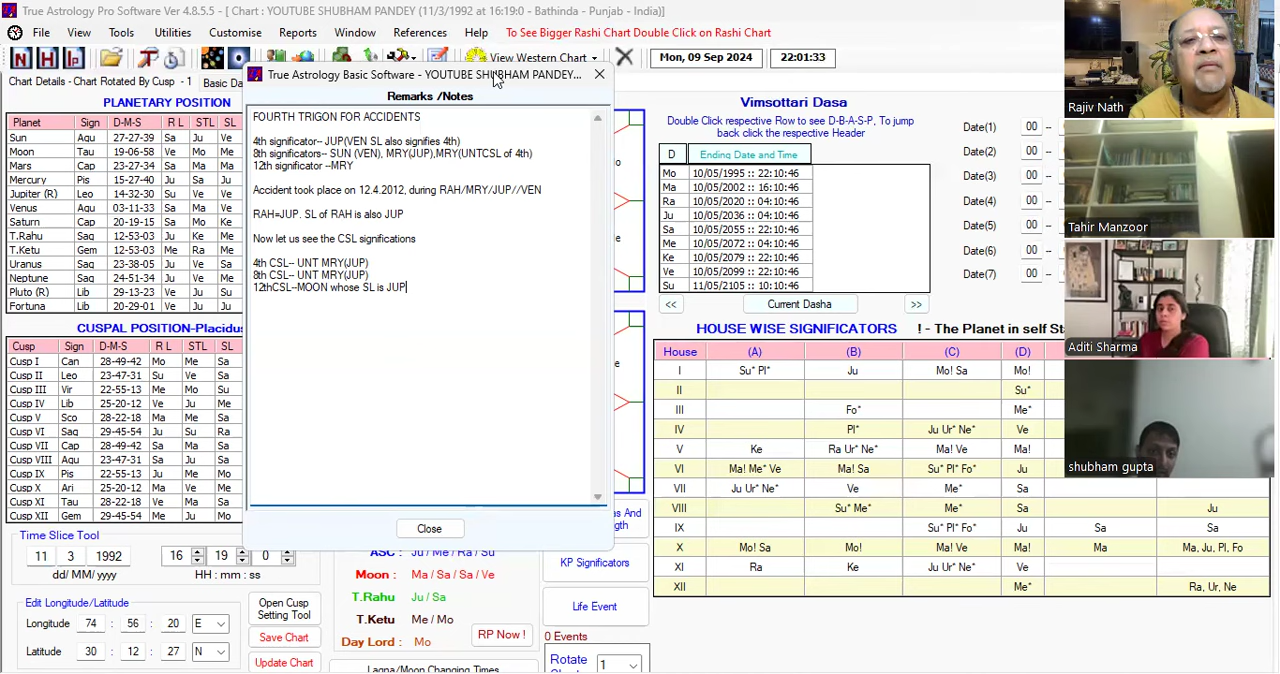 True Astrology Pro Software Ver 4.8.5.5 - [ Chart : YOUTUBE SHUBHAM PANDEY (11/3/1992 at 16:19:0 - Bathinda - Punjab - India)]
File View Tools Utilities Customise Reports Window References Help To See Bigger Rashi Chart Double Click on Rashi Chart
View Western Chart Mon, 09 Sep 2024 22:01:33
Chart Details - Chart Rotated By Cusp - 1 Basic Da
PLANETARY POSITION
Planet Sign D-M-S R L STL SL
Sun Aqu 27-27-39 Sa Ju Ve
Moon Tau 19-06-58 Ve Mo Me
Mars Cap 23-27-34 Sa Ma Ma
Mercury Pis 15-27-40 Ju Sa Ju
Jupiter (R) Leo 14-32-30 Su Ve Ve
Venus Aqu 03-11-33 Sa Ma Ve
Saturn Cap 20-19-15 Sa Mo Ke
T.Rahu Sag 12-53-03 Ju Ke Me
T.Ketu Gem 12-53-03 Me Ra Me
Uranus Sag 23-38-05 Ju Ve Sa
Neptune Sag 24-51-34 Ju Ve Me
Pluto (R) Lib 29-13-23 Ve Ju Su
Fortuna Lib 20-29-01 Ve Ju Ju
CUSPAL POSITION-Placidus
Cusp Sign D-M-S R L STL SL
Cusp I Can 28-49-42 Mo Me Sa
Cusp II Leo 23-47-31 Su Ve Sa
Cusp III Vir 22-55-13 Me Mo Su
Cusp IV Lib 25-20-12 Ve Ju Me
Cusp V Sco 28-22-18 Ma Me Sa
Cusp VI Sag 29-45-54 Ju Su Ra
Cusp VII Cap 28-49-42 Sa Ma Sa
Cusp VIII Aqu 23-47-31 Sa Ju Sa
Cusp IX Pis 22-55-13 Ju Me Mo
Cusp X Ari 25-20-12 Ma Ve Me
Cusp XI Tau 28-22-18 Ve Ma Sa
Cusp XII Gem 29-45-54 Me Ju Mo
Time Slice Tool
11 3 1992 16 19 0
dd/ MM/ yyyy HH : mm : ss
Edit Longitude/Latitude
Longitude 74 : 56 : 20 E
Latitude 30 : 12 : 27 N
Open Cusp
Setting Tool
Save Chart
Update Chart
True Astrology Basic Software - YOUTUBE SHUBHAM PANDEY...
Remarks /Notes
FOURTH TRIGON FOR ACCIDENTS
4th significator-- JUP(VEN SL also signifies 4th)
8th significators-- SUN (VEN), MRY(JUP),MRY(UNTCSL of 4th)
12th significator --MRY
Accident took place on 12.4.2012, during RAH/MRY/JUP//VEN
RAH=JUP. SL of RAH is also JUP
Now let us see the CSL significations
4th CSL-- UNT MRY(JUP)
8th CSL-- UNT MRY(JUP)
12thCSL--MOON whose SL is JUP
Close
ASC : Ju / Me / Ra / Su
Moon : Ma / Sa / Sa / Ve
T.Rahu : Ju / Sa
T.Ketu : Me / Mo
Day Lord : Mo
RP Now !
Lagna/Moon Changing Times
KP Significators
Life Event
0 Events
Rotate
1
Vimsottari Dasa
Double Click respective Row to see D-B-A-S-P, To jump
back click the respective Header
D Ending Date and Time
Mo 10/05/1995 :: 22:10:46
Ma 10/05/2002 :: 16:10:46
Ra 10/05/2020 :: 04:10:46
Ju 10/05/2036 :: 04:10:46
Sa 10/05/2055 :: 22:10:46
Me 10/05/2072 :: 04:10:46
Ke 10/05/2079 :: 22:10:46
Ve 10/05/2099 :: 22:10:46
Su 11/05/2105 :: 10:10:46
<< Current Dasha >>
Date(1) 00 --
Date(2) 00 --
Date(3) 00 --
Date(4) 00 --
Date(5) 00 --
Date(6) 00 --
Date(7) 00 --
HOUSE WISE SIGNIFICATORS ! - The Planet in self St
House (A) (B) (C) (D)
I Su* Pl* Ju Mo! Sa Mo!
II Su*
III Fo* Me*
IV Pl* Ju Ur* Ne* Ve
V Ke Ra Ur* Ne* Ma! Ve Ma!
VI Ma! Me* Ve Ma! Sa Su* Pl* Fo* Ju
VII Ju Ur* Ne* Ve Me* Sa
VIII Su* Me* Me* Sa Ju
IX Su* Pl* Fo* Ju Sa Sa
X Mo! Sa Mo! Ma! Ve Ma! Ma Ma, Ju, Pl, Fo
XI Ra Ke Ju Ur* Ne* Ve
XII Me* Ra, Ur, Ne
Rajiv Nath
Tahir Manzoor
Aditi Sharma
shubham gupta